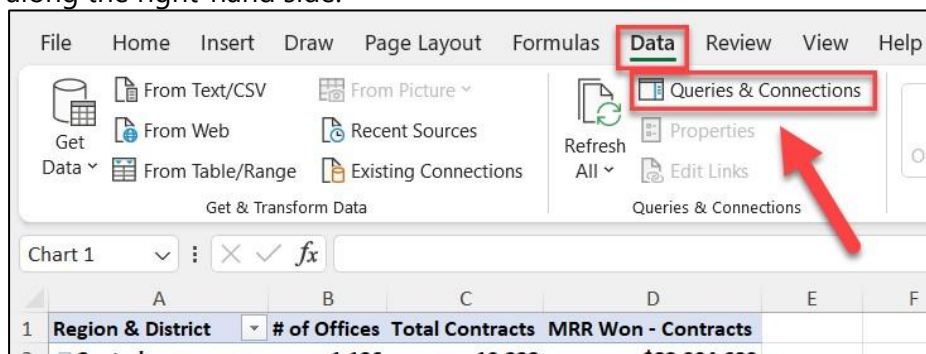 along the right-hand side.
File Home Insert Draw Page Layout Formulas Data Review View Help
From Text/CSV From Picture Queries & Connections
Get Data From Web Recent Sources Refresh All Properties
From Table/Range Existing Connections Edit Links
Get & Transform Data Queries & Connections
Chart 1 fx
A B C D E F
1 Region & District # of Offices Total Contracts MRR Won - Contracts